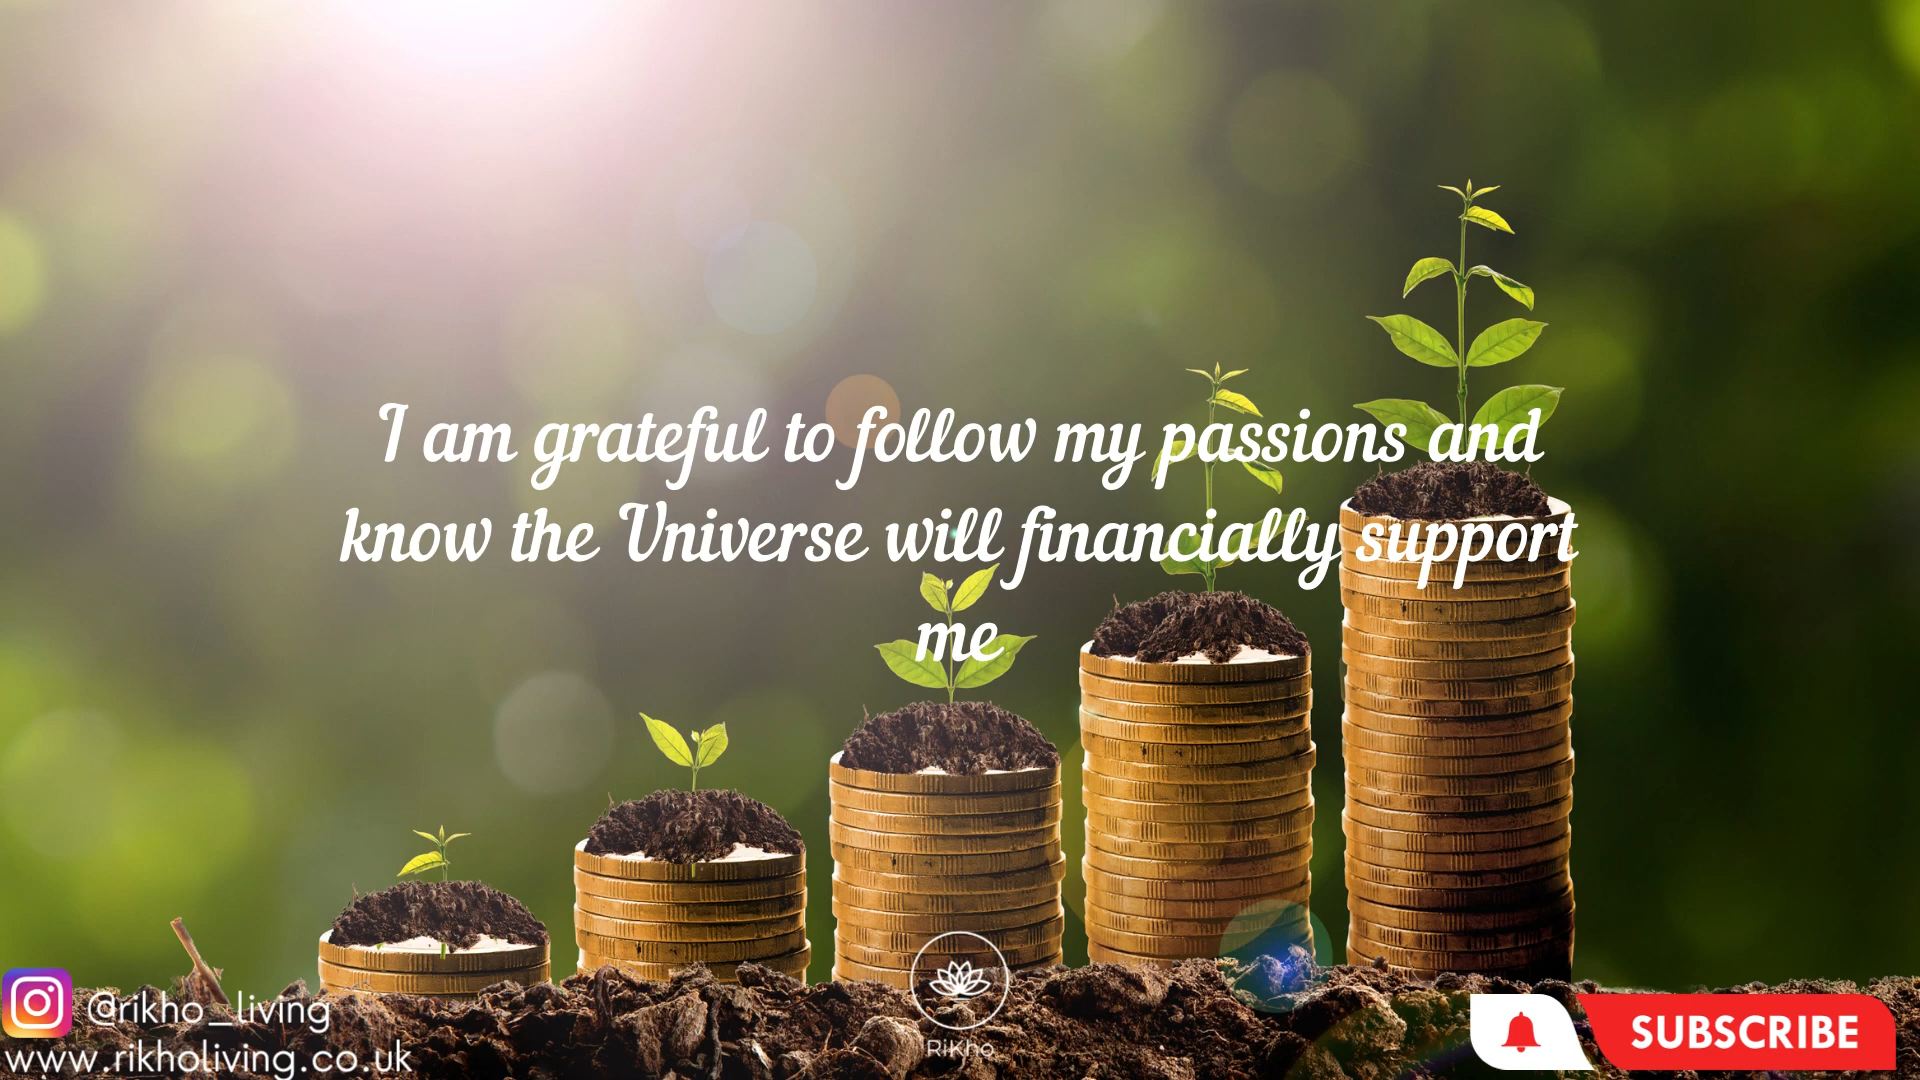 I am grateful to follow my passions and
know the Universe will financially support
me
@rikho_living
www.rikholiving.co.uk
RiKho
SUBSCRIBE